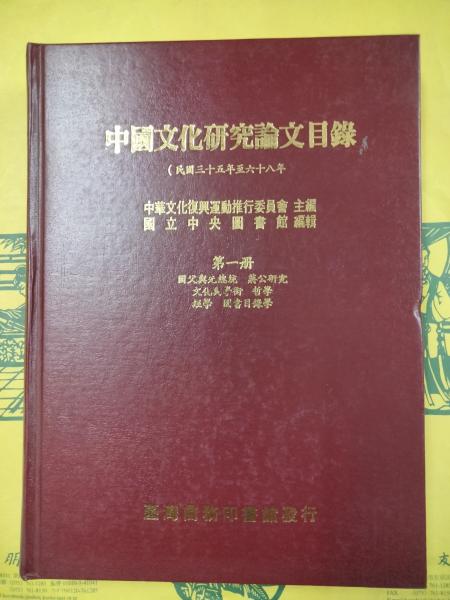 中國文化研究論文目錄
(民國三十五年至六十八年
中華文化復興運動推行委員會 主編
國立中央圖書館 編輯
第一册
國父與先總統 蔣公研究
文化與學術 哲學
經學 圖書目錄學
臺灣商務印書館發行
朋
友